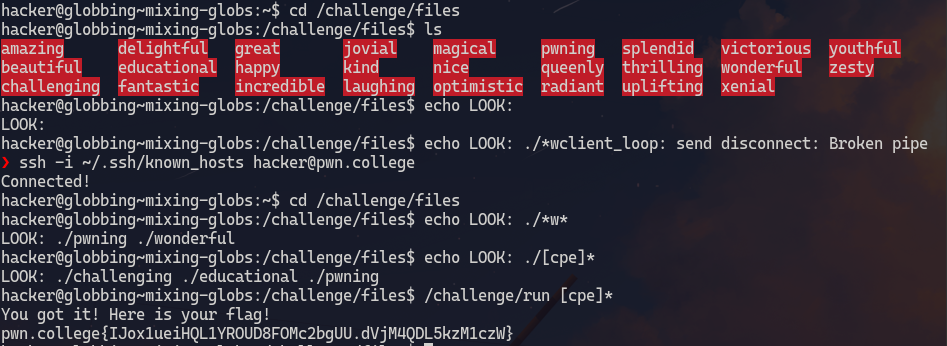 hacker@globbing~mixing-globs:~$ cd /challenge/files
hacker@globbing~mixing-globs:/challenge/files$ ls
amazing delightful great jovial magical pwning splendid victorious youthful
beautiful educational happy kind nice queenly thrilling wonderful zesty
challenging fantastic incredible laughing optimistic radiant uplifting xenial
hacker@globbing~mixing-globs:/challenge/files$ echo LOOK:
LOOK:
hacker@globbing~mixing-globs:/challenge/files$ echo LOOK: ./*wclient_loop: send disconnect: Broken pipe
❯ ssh -i ~/.ssh/known_hosts hacker@pwn.college
Connected!
hacker@globbing~mixing-globs:~$ cd /challenge/files
hacker@globbing~mixing-globs:/challenge/files$ echo LOOK: ./*w*
LOOK: ./pwning ./wonderful
hacker@globbing~mixing-globs:/challenge/files$ echo LOOK: ./[cpe]*
LOOK: ./challenging ./educational ./pwning
hacker@globbing~mixing-globs:/challenge/files$ /challenge/run [cpe]*
You got it! Here is your flag!
pwn.college{IJox1ueiHQL1YROUD8FOMc2bgUU.dVjM4QDL5kzM1czW}